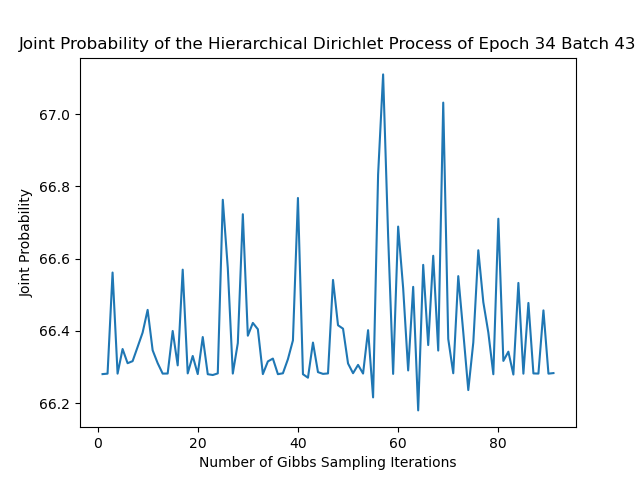 Joint Probability of the Hierarchical Dirichlet Process of Epoch 34 Batch 43
67.0
66.8
66.6
66.4
66.2
Joint Probability
0 20 40 60 80
Number of Gibbs Sampling Iterations